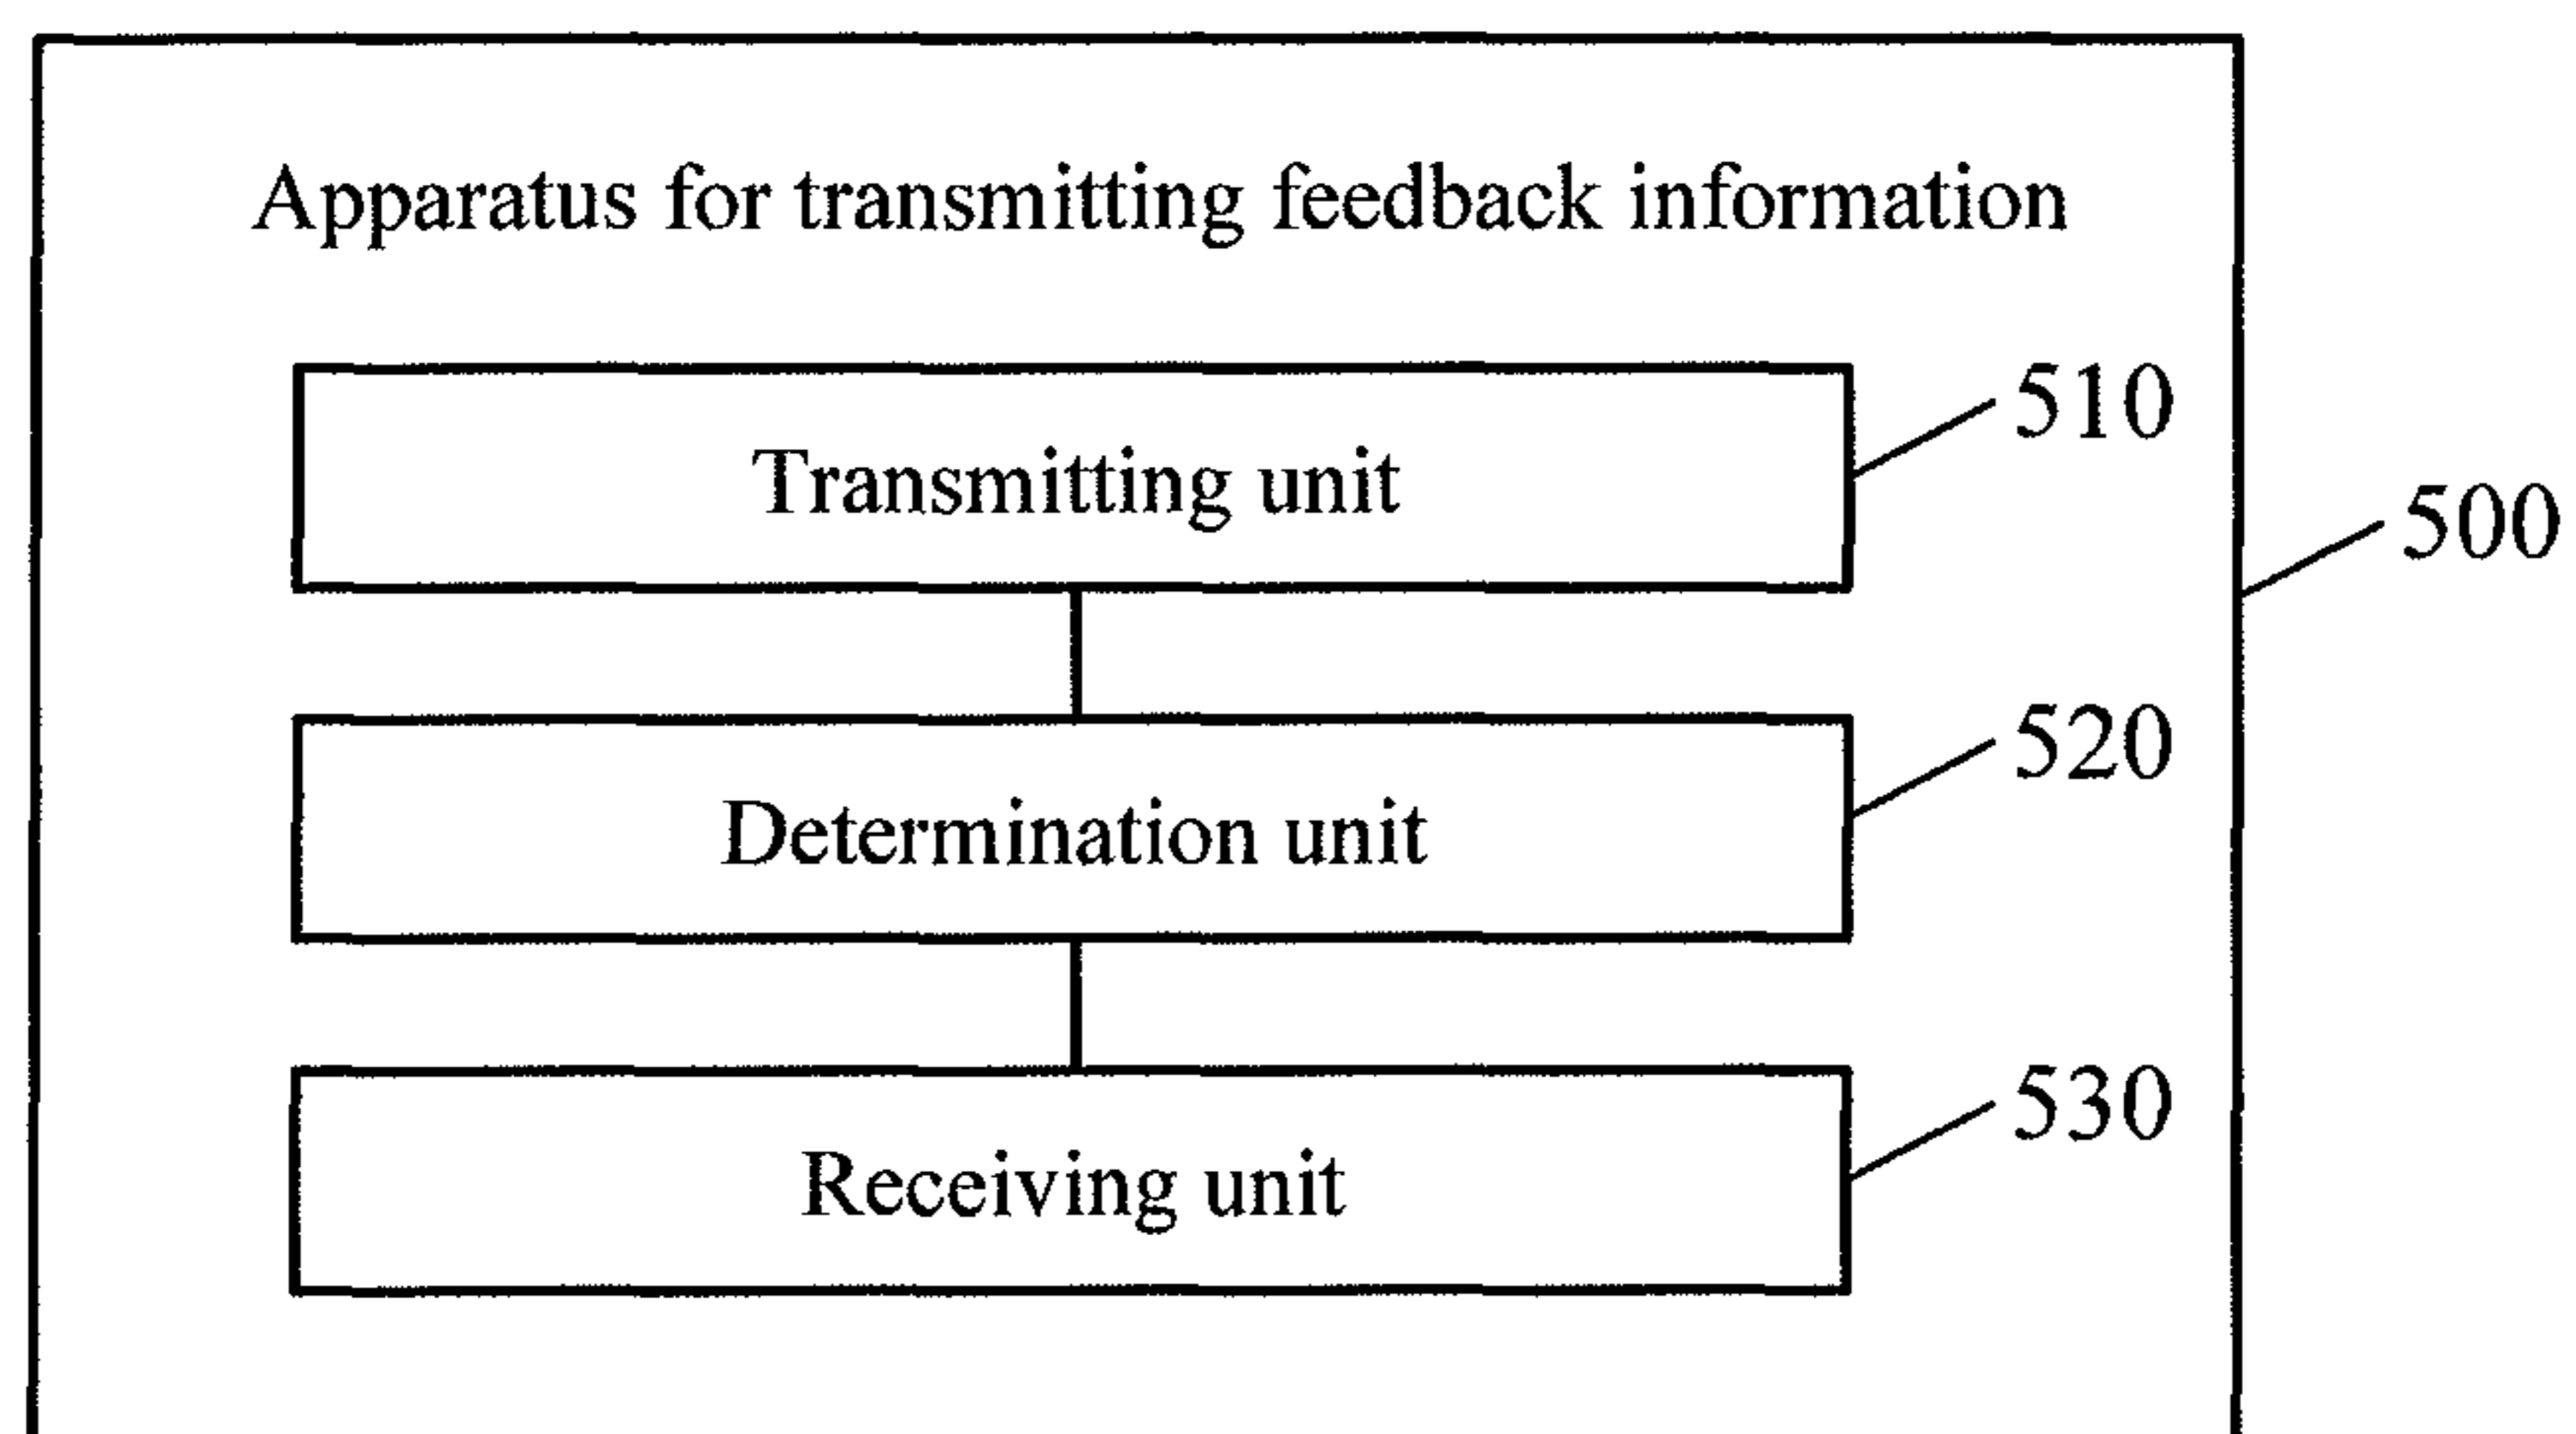 Apparatus for transmitting feedback information
Transmitting unit
510
500
Determination unit
520
Receiving unit
530